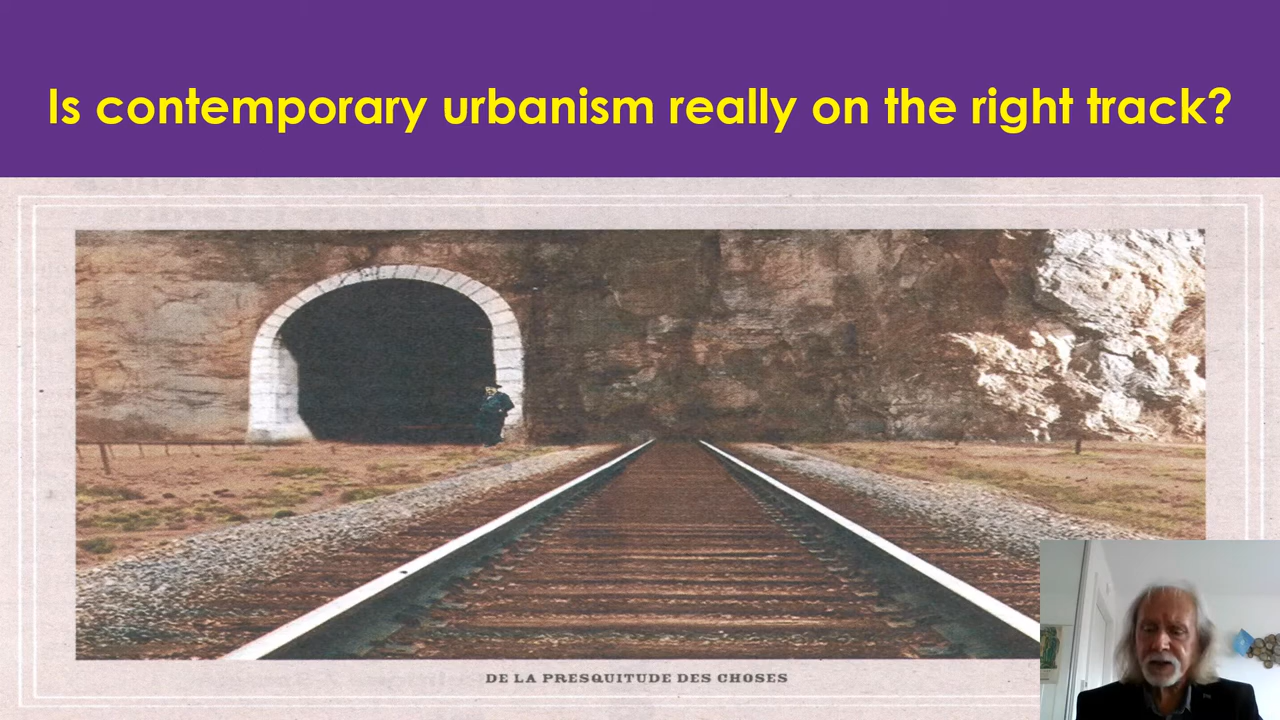 Is contemporary urbanism really on the right track?
DE LA PRESQUITUDE DES CHOSES